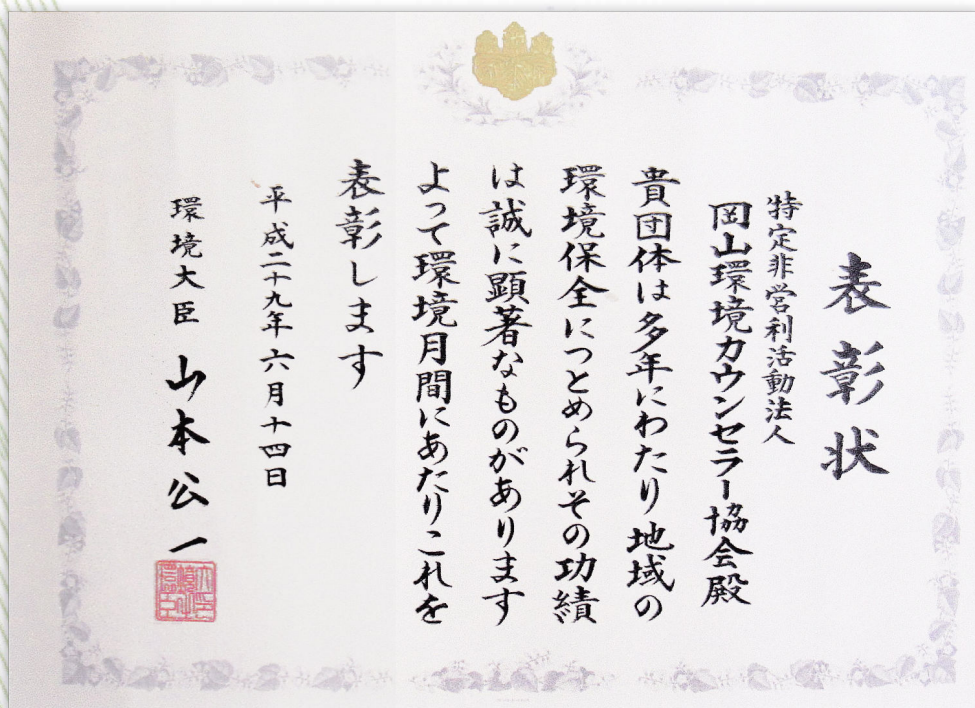 表彰状
特定非営利活動法人
岡山環境カウンセラー協会殿
貴団体は多年にわたり地域の
環境保全につとめられその功績
は誠に顕著なものがあります
よって環境月間にあたりこれを
表彰します
平成二十九年六月十四日
環境大臣 山本公一